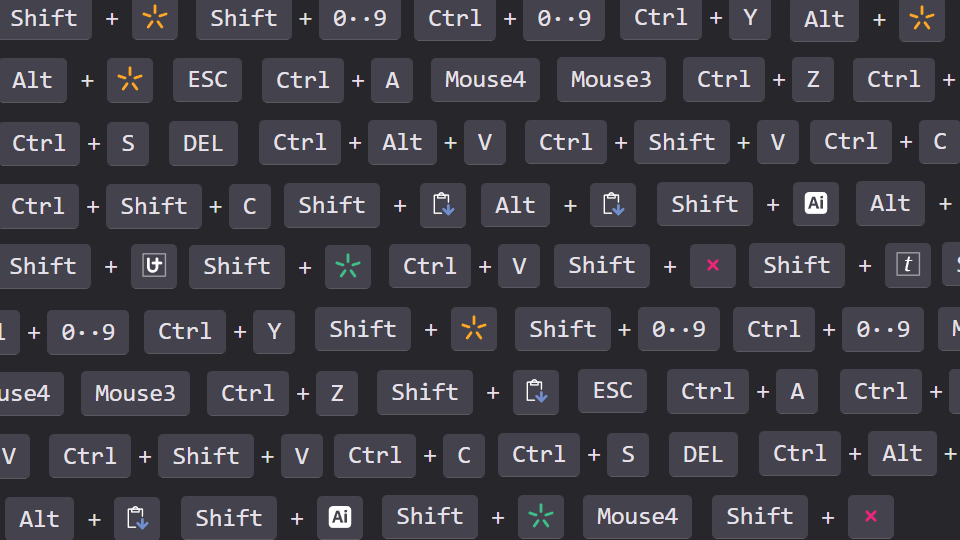 Shift + Shift + 0··9 Ctrl + 0··9 Ctrl + Y Alt +
Alt + ESC Ctrl + A Mouse4 Mouse3 Ctrl + Z Ctrl +
Ctrl + S DEL Ctrl + Alt + V Ctrl + Shift + V Ctrl + C
Ctrl + Shift + C Shift + Alt + Shift + Ai Alt +
Shift + Shift + Ctrl + V Shift + × Shift + t
+ 0··9 Ctrl + Y Shift + Shift + 0··9 Ctrl + 0··9
use4 Mouse3 Ctrl + Z Shift + ESC Ctrl + A Ctrl +
V Ctrl + Shift + V Ctrl + C Ctrl + S DEL Ctrl + Alt +
Alt + Shift + Ai Shift + Mouse4 Shift + ×